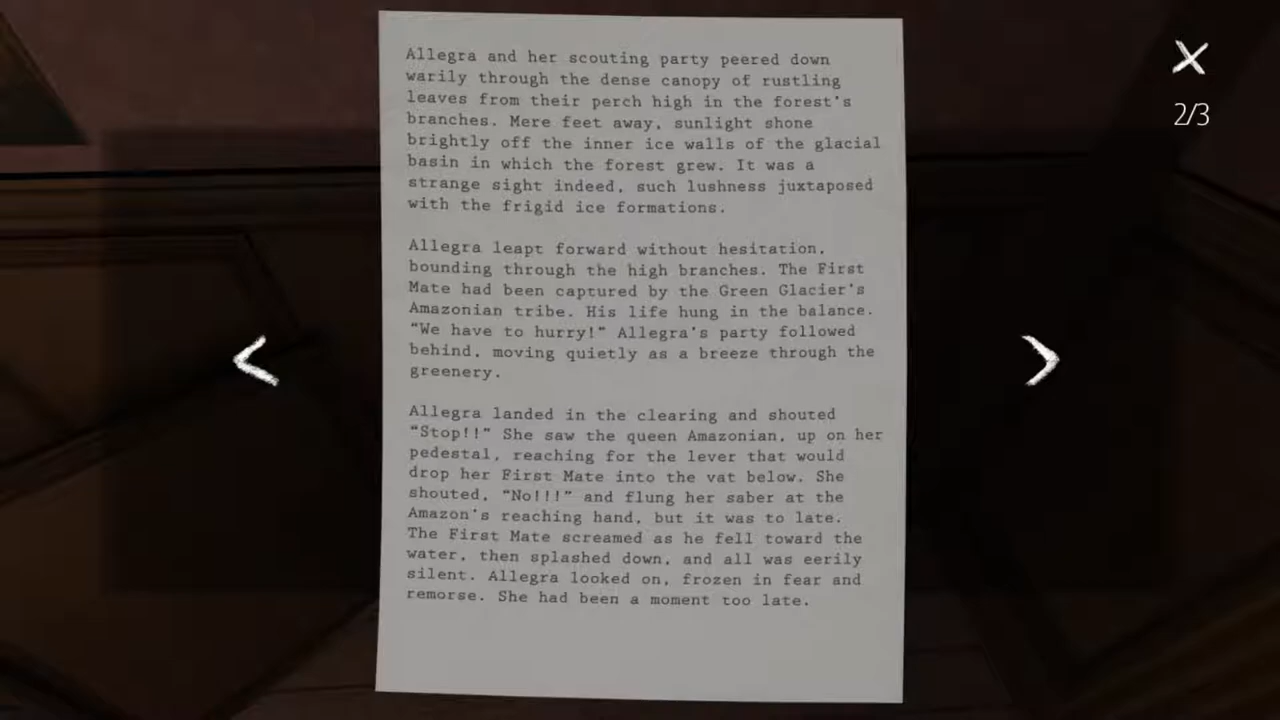 Allegra and her scouting party peered down
warily through the dense canopy of rustling
leaves from their perch high in the forest's
branches. Mere feet away, sunlight shone
brightly off the inner ice walls of the glacial
basin in which the forest grew. It was a
strange sight indeed, such lushness juxtaposed
with the frigid ice formations.
Allegra leapt forward without hesitation,
bounding through the high branches. The First
Mate had been captured by the Green Glacier's
Amazonian tribe. His life hung in the balance.
"We have to hurry!" Allegra's party followed
behind, moving quietly as a breeze through the
greenery.
Allegra landed in the clearing and shouted
"Stop!!" She saw the queen Amazonian, up on her
pedestal, reaching for the lever that would
drop her First Mate into the vat below. She
shouted, "No!!!" and flung her saber at the
Amazon's reaching hand, but it was to late.
The First Mate screamed as he fell toward the
water, then splashed down, and all was eerily
silent. Allegra looked on, frozen in fear and
remorse. She had been a moment too late.
2/3